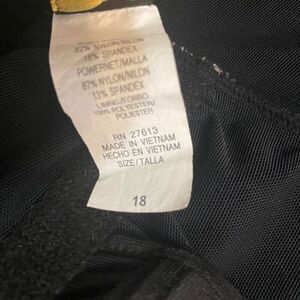 82% NYLON/NILON
18% SPANDEX
POWERNET/MALLA
87% NYLON/NILON
13% SPANDEX
LINING/FORRO
100% POLYESTER/
POLIESTER
RN 27613
MADE IN VIETNAM
HECHO EN VIETNAM
SIZE/TALLA
18